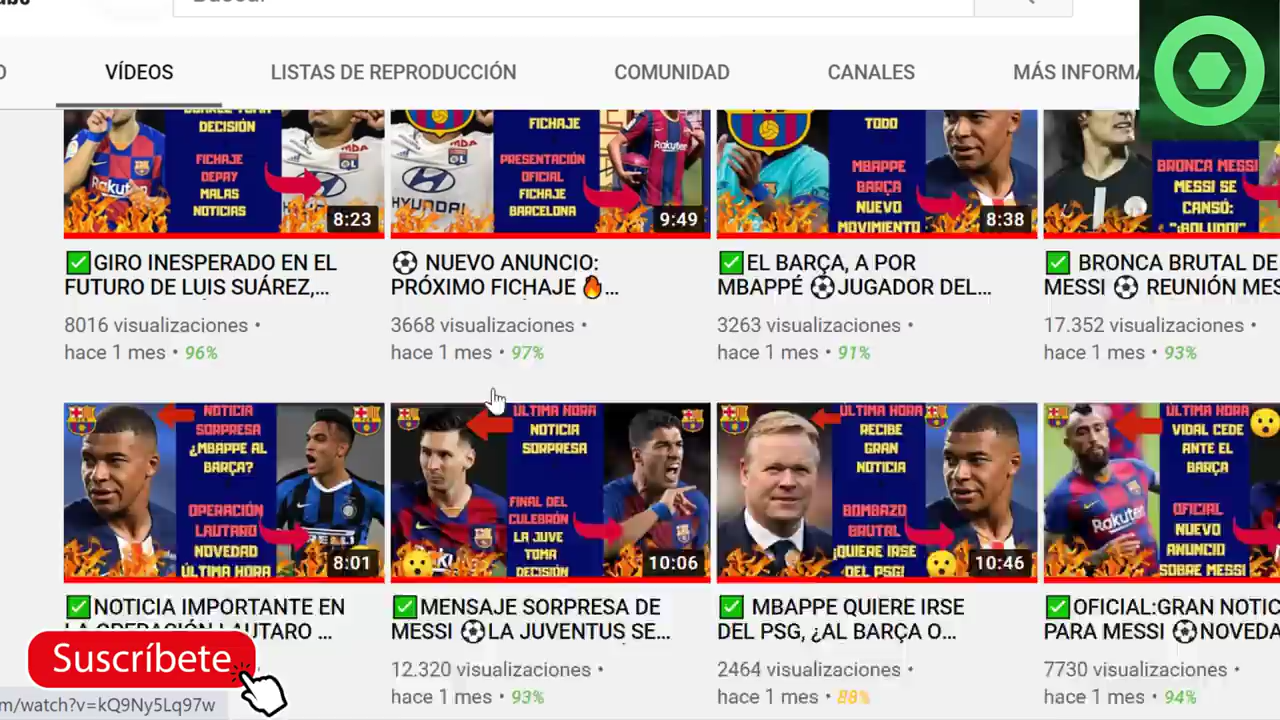 VÍDEOS
LISTAS DE REPRODUCCIÓN
COMUNIDAD
CANALES
MÁS INFORMA
DECISIÓN
FICHAJE
DEPAY
MALAS
NOTICIAS
8:23
FICHAJE
PRESENTACIÓN
OFICIAL
FICHAJE
BARCELONA
HYUNDAI
Rakuten
9:49
TODO
MBAPPE
BARÇA
NUEVO
MOVIMIENTO
8:38
BRONCA MESSI
MESSI SE
CANSÓ:
"¡BOLUDO!"
✅GIRO INESPERADO EN EL
FUTURO DE LUIS SUÁREZ,...
8016 visualizaciones •
hace 1 mes • 96%
⚽ NUEVO ANUNCIO:
PRÓXIMO FICHAJE 🔥...
3668 visualizaciones •
hace 1 mes • 97%
✅EL BARÇA, A POR
MBAPPÉ ⚽JUGADOR DEL...
3263 visualizaciones •
hace 1 mes • 91%
✅ BRONCA BRUTAL DE
MESSI ⚽ REUNIÓN MES
17.352 visualizaciones •
hace 1 mes • 93%
NOTICIA
SORPRESA
¿MBAPPE AL
BARÇA?
OPERACIÓN
LAUTARO
NOVEDAD
ÚLTIMA HORA
8:01
ÚLTIMA HORA
NOTICIA
SORPRESA
FINAL DEL
CULEBRÓN
LA JUVE
TOMA
DECISIÓN
10:06
ÚLTIMA HORA
RECIBE
GRAN
NOTICIA
BOMBAZO
BRUTAL
¡QUIERE IRSE
DEL PSG!
10:46
ÚLTIMA HORA
VIDAL CEDE
ANTE EL
BARÇA
OFICIAL
NUEVO
ANUNCIO
SOBRE MESSI
Rakuten
✅NOTICIA IMPORTANTE EN
LA OPERACIÓN LAUTARO ...
✅MENSAJE SORPRESA DE
MESSI ⚽LA JUVENTUS SE...
12.320 visualizaciones •
hace 1 mes • 93%
✅ MBAPPE QUIERE IRSE
DEL PSG, ¿AL BARÇA O...
2464 visualizaciones •
hace 1 mes • 88%
✅OFICIAL:GRAN NOTIC
PARA MESSI ⚽NOVEDA
7730 visualizaciones •
hace 1 mes • 94%
Suscríbete
m/watch?v=kQ9Ny5Lq97w